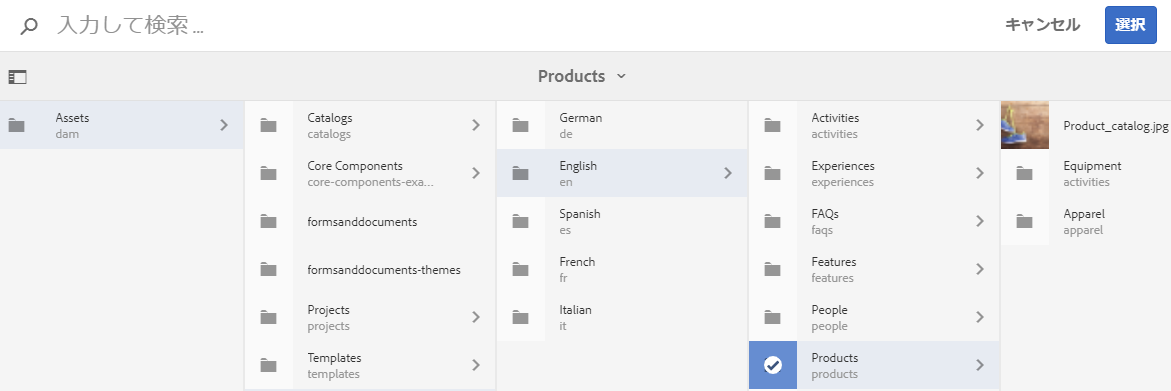 入力して検索 ...
キャンセル
選択
Products
Assets
dam
Catalogs
catalogs
Core Components
core-components-exa...
formsanddocuments
formsanddocuments-themes
Projects
projects
Templates
templates
German
de
English
en
Spanish
es
French
fr
Italian
it
Activities
activities
Experiences
experiences
FAQs
faqs
Features
features
People
people
Products
products
Product_catalog.jpg
Equipment
activities
Apparel
apparel